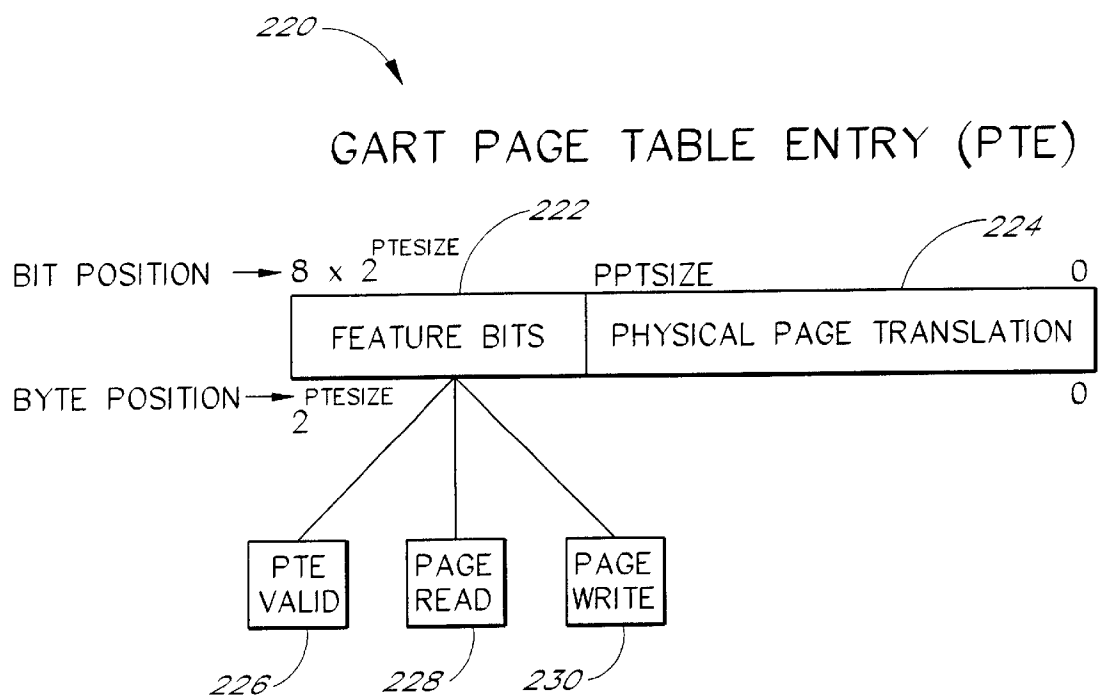 220
GART PAGE TABLE ENTRY (PTE)
222
224
BIT POSITION → 8 x 2^PTESIZE PPTSIZE 0
FEATURE BITS PHYSICAL PAGE TRANSLATION
BYTE POSITION → 2^PTESIZE 0
PTE VALID
PAGE READ
PAGE WRITE
226
228
230